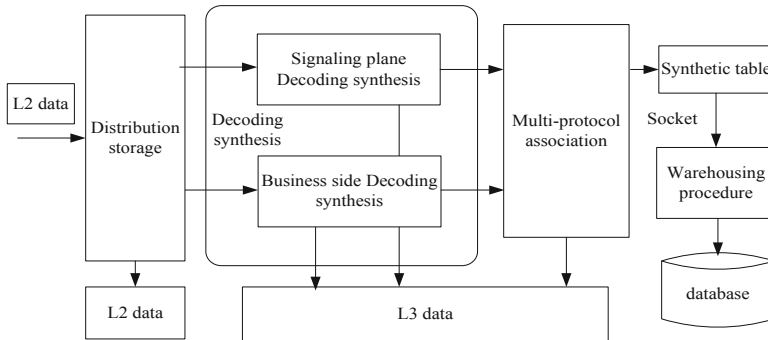 L2 data
Distribution
storage
L2 data
Decoding
synthesis
Signaling plane
Decoding synthesis
Business side Decoding
synthesis
L3 data
Multi-protocol
association
Synthetic table
Socket
Warehousing
procedure
database